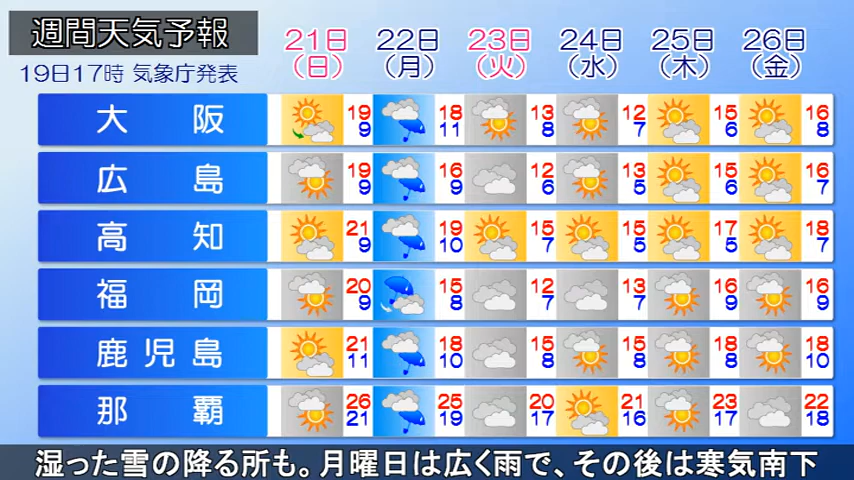 週間天気予報
19日17時 気象庁発表
21日 22日 23日 24日 25日 26日
(日) (月) (火) (水) (木) (金)
大阪 19 9 18 11 13 8 12 7 15 6 16 8
広島 19 9 16 9 12 6 13 5 15 6 16 7
高知 21 9 19 10 15 7 15 5 17 5 18 7
福岡 20 9 15 8 12 7 13 7 16 9 16 9
鹿児島 21 11 18 10 15 8 15 8 18 8 18 10
那覇 26 21 25 19 20 17 21 16 23 17 22 18
湿った雪の降る所も。月曜日は広く雨で、その後は寒気南下